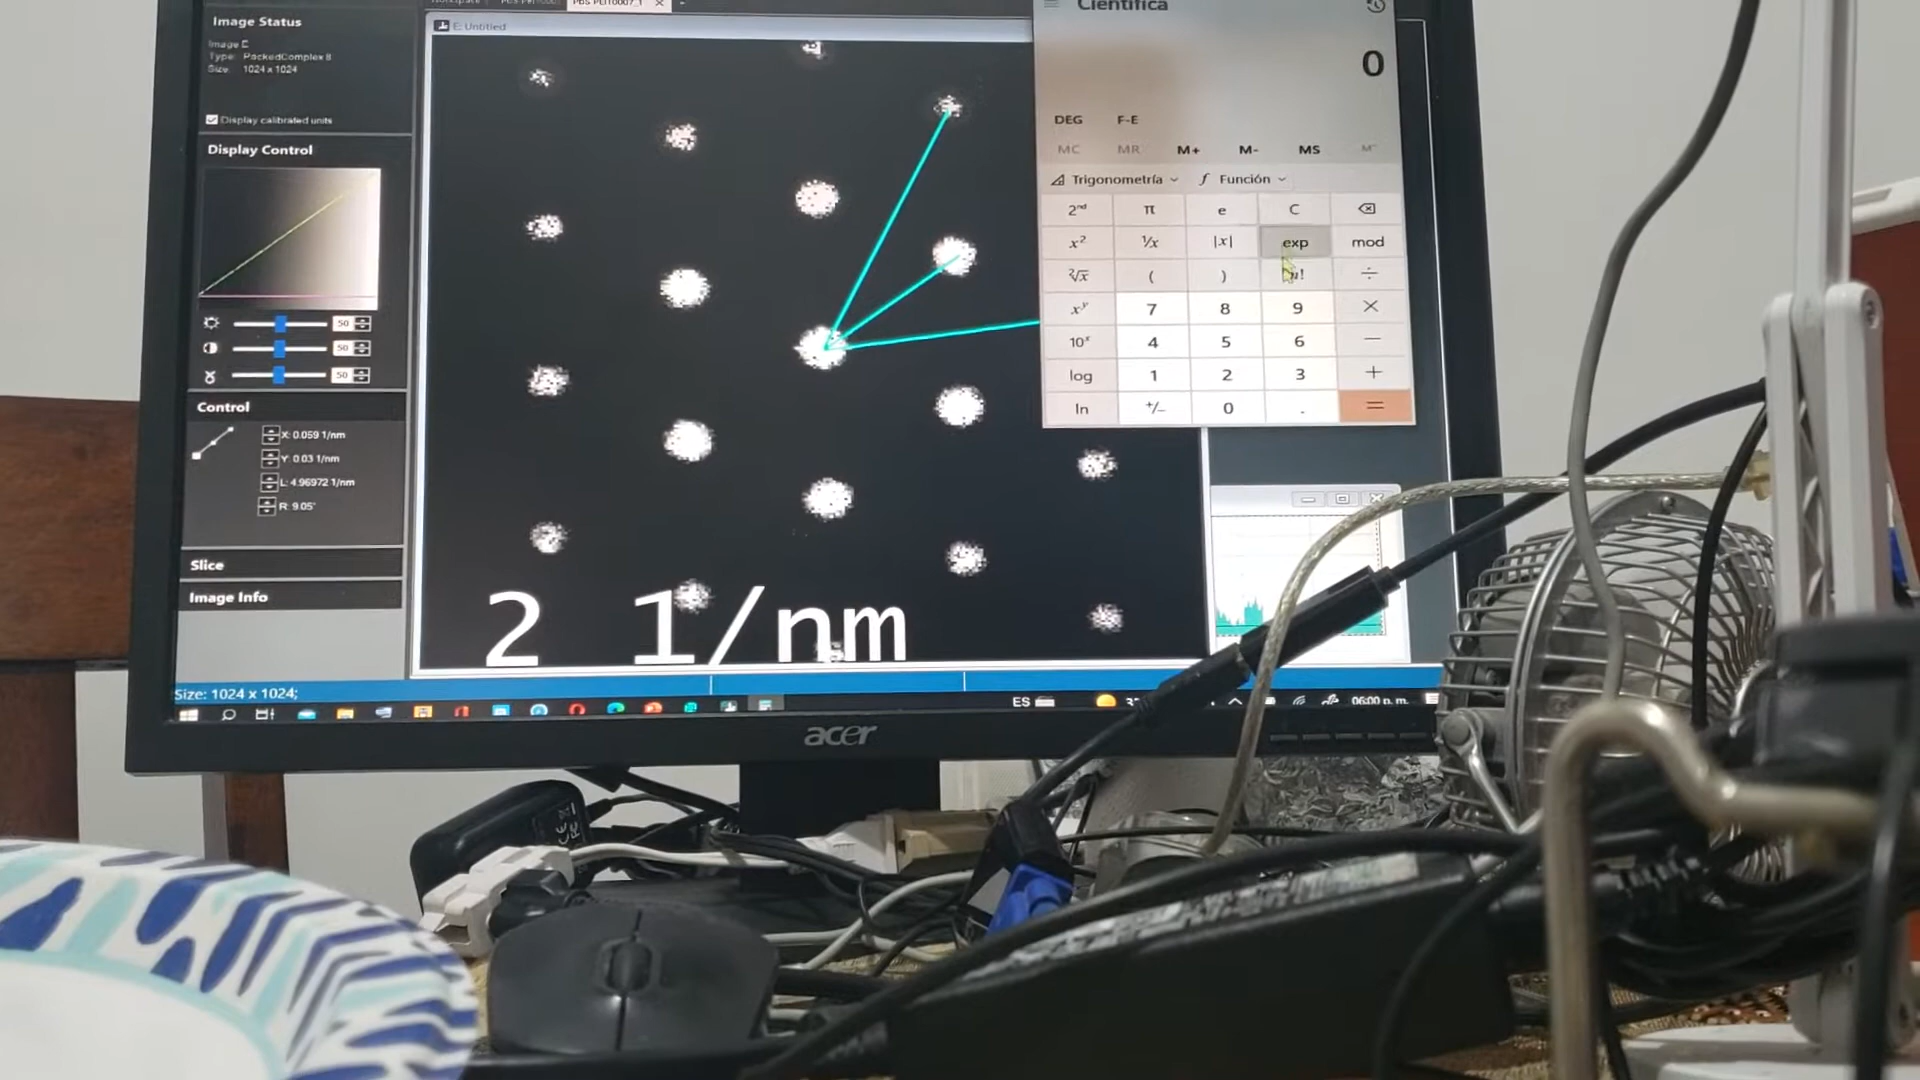 Image Status
Type: PackedComplex 8
Size: 1024 x 1024
Display calibrated units
Display Control
50
50
50
Control
X: 0.059 1/nm
Y: 0.03 1/nm
L: 4.96972 1/nm
R: 9.05°
Slice
Image Info
Size: 1024 x 1024;
E: Untitled
2 1/nm
Científica
0
DEG F-E
MC MR M+ M- MS
Trigonometría f Función
2ⁿᵈ π e C
x² ¹/x |x| exp mod
²√x ( ) n! ÷
xʸ 7 8 9 ×
10ˣ 4 5 6 −
log 1 2 3 +
ln +/− 0 . =
ES
06:00 p. m.
acer
CE